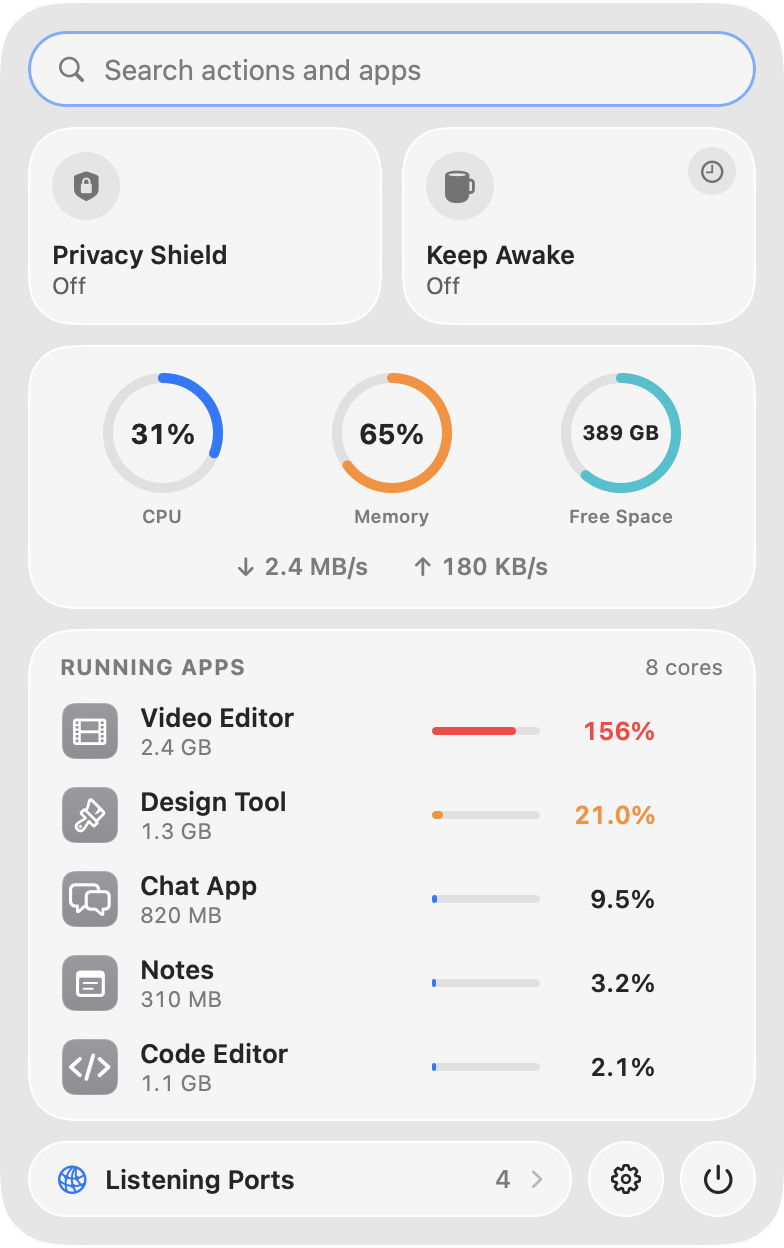 Search actions and apps
Privacy Shield
Off
Keep Awake
Off
31%
CPU
65%
Memory
389 GB
Free Space
↓ 2.4 MB/s ↑ 180 KB/s
RUNNING APPS 8 cores
Video Editor
2.4 GB
156%
Design Tool
1.3 GB
21.0%
Chat App
820 MB
9.5%
Notes
310 MB
3.2%
Code Editor
1.1 GB
2.1%
Listening Ports 4